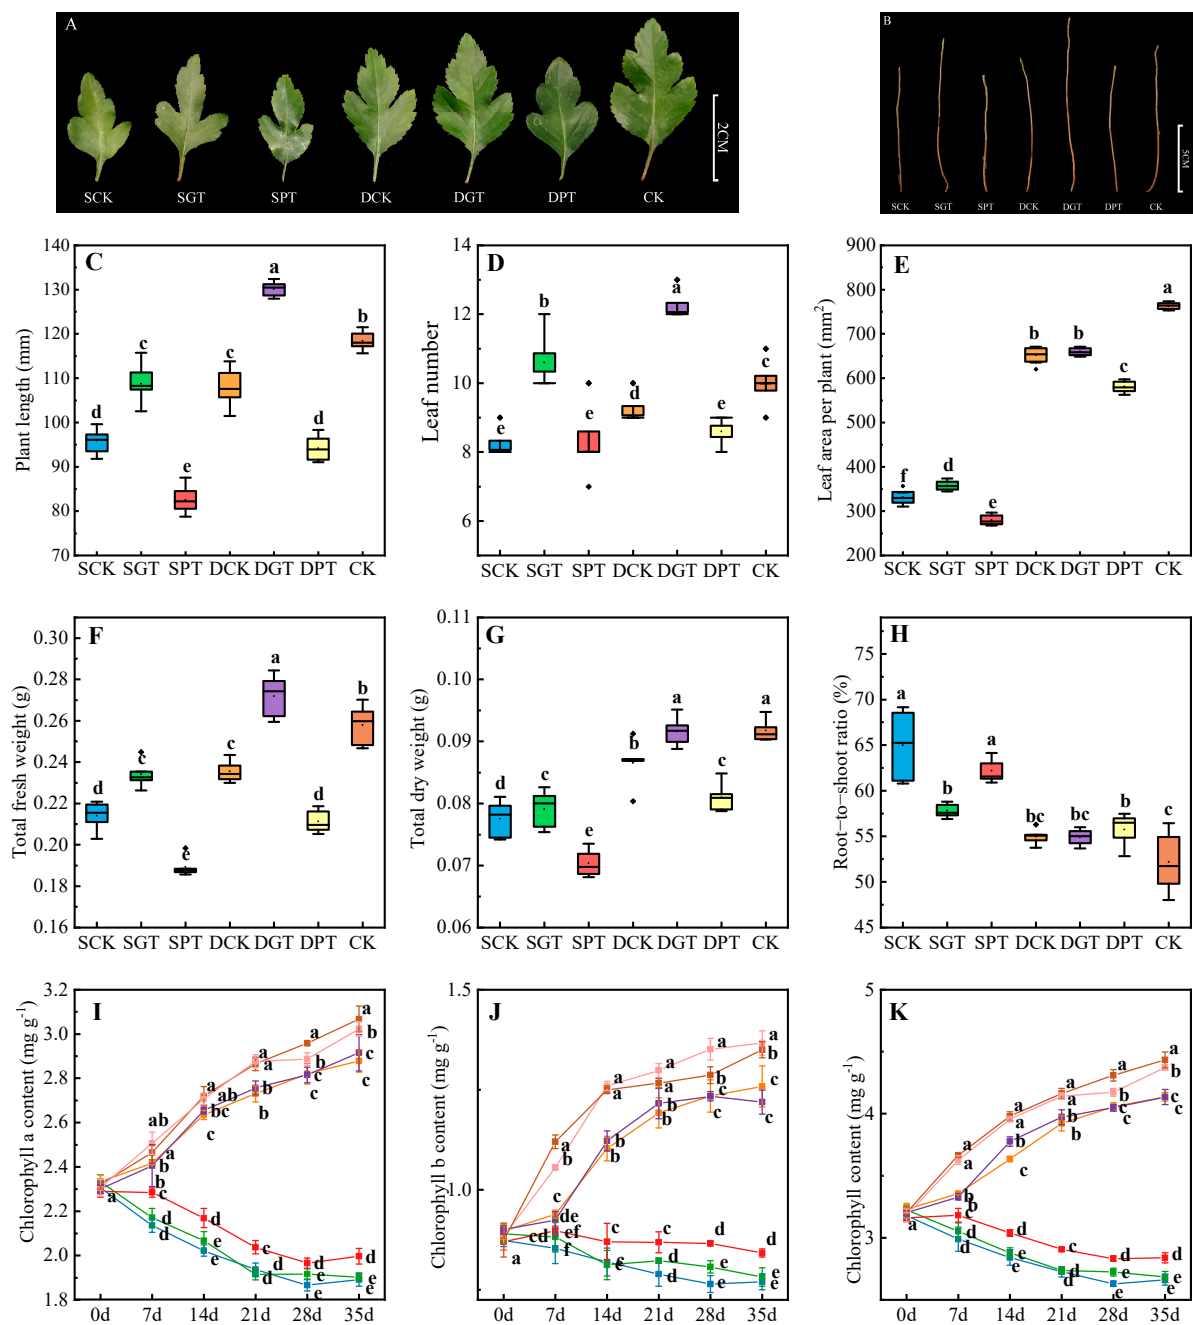 A
SCK SGT SPT DCK DGT DPT CK
2CM
B
SCK SGT SPT DCK DGT DPT CK
5CM
C
Plant length (mm)
140
130
120
110
100
90
80
70
d c e c a d b
SCK SGT SPT DCK DGT DPT CK
D
Leaf number
14
12
10
8
6
e b e d a e c
SCK SGT SPT DCK DGT DPT CK
E
Leaf area per plant (mm²)
900
800
700
600
500
400
300
200
f d e b b c a
SCK SGT SPT DCK DGT DPT CK
F
Total fresh weight (g)
0.30
0.28
0.26
0.24
0.22
0.20
0.18
0.16
d c e c a d b
SCK SGT SPT DCK DGT DPT CK
G
Total dry weight (g)
0.11
0.10
0.09
0.08
0.07
0.06
d c e b a c a
SCK SGT SPT DCK DGT DPT CK
H
Root−to−shoot ratio (%)
75
70
65
60
55
50
45
a b a bc bc b c
SCK SGT SPT DCK DGT DPT CK
I
Chlorophyll a content (mg g⁻¹)
3.2
3.0
2.8
2.6
2.4
2.2
2.0
1.8
a
ab a b b c d d
a ab bc c d e
a a b b c d d
a b c c d e e
a b c c d e e
0d 7d 14d 21d 28d 35d
J
Chlorophyll b content (mg g⁻¹)
1.5
1.0
a
a b c de cd ef f
a a b b c d d
a a b b c d d
a b c c d e
a b c c d e e
0d 7d 14d 21d 28d 35d
K
Chlorophyll content (mg g⁻¹)
5
4
3
a
a a b b c d d
a a b c d d e
a a b b c d d
a b c c d e e
a b c c d e e
0d 7d 14d 21d 28d 35d